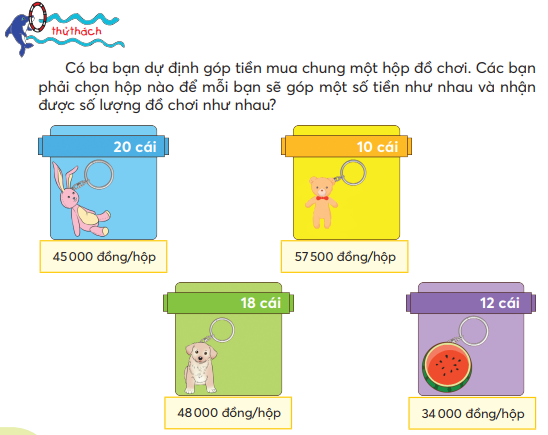 Thử thách
Có ba bạn dự định góp tiền mua chung một hộp đồ chơi. Các bạn
phải chọn hộp nào để mỗi bạn sẽ góp một số tiền như nhau và nhận
được số lượng đồ chơi như nhau?
20 cái
10 cái
45 000 đồng/hộp
57 500 đồng/hộp
18 cái
12 cái
48 000 đồng/hộp
34 000 đồng/hộp